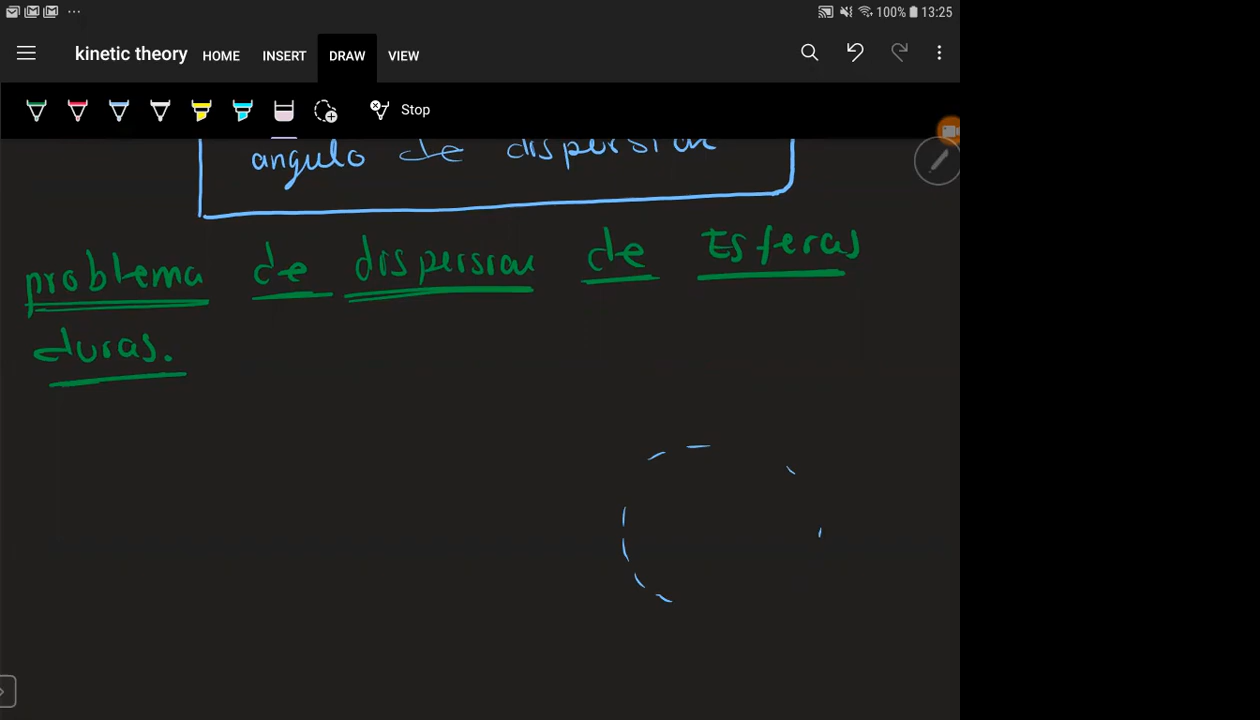 100% 13:25
kinetic theory HOME INSERT DRAW VIEW
Stop
angulo de dispersion
problema de dispersion de Esferas
duras.